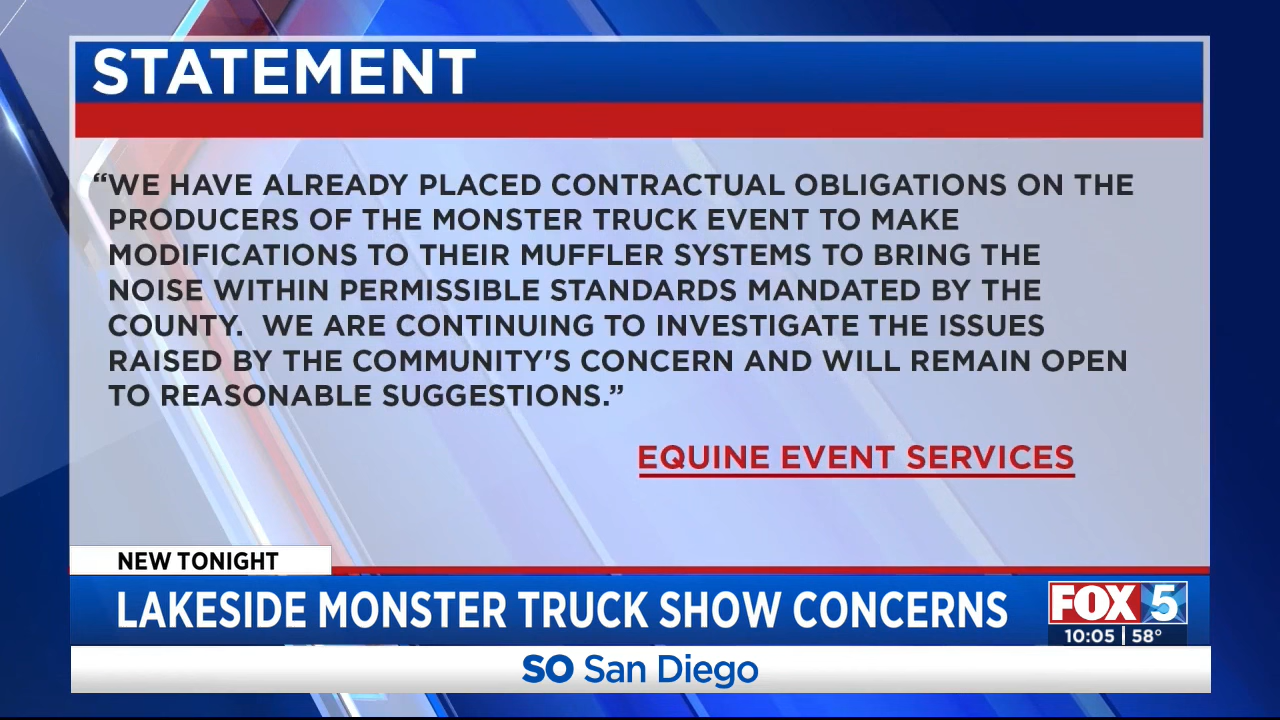 STATEMENT
“WE HAVE ALREADY PLACED CONTRACTUAL OBLIGATIONS ON THE
PRODUCERS OF THE MONSTER TRUCK EVENT TO MAKE
MODIFICATIONS TO THEIR MUFFLER SYSTEMS TO BRING THE
NOISE WITHIN PERMISSIBLE STANDARDS MANDATED BY THE
COUNTY.  WE ARE CONTINUING TO INVESTIGATE THE ISSUES
RAISED BY THE COMMUNITY'S CONCERN AND WILL REMAIN OPEN
TO REASONABLE SUGGESTIONS.”
EQUINE EVENT SERVICES
NEW TONIGHT
LAKESIDE MONSTER TRUCK SHOW CONCERNS
FOX 5
10:05 | 58°
SO San Diego